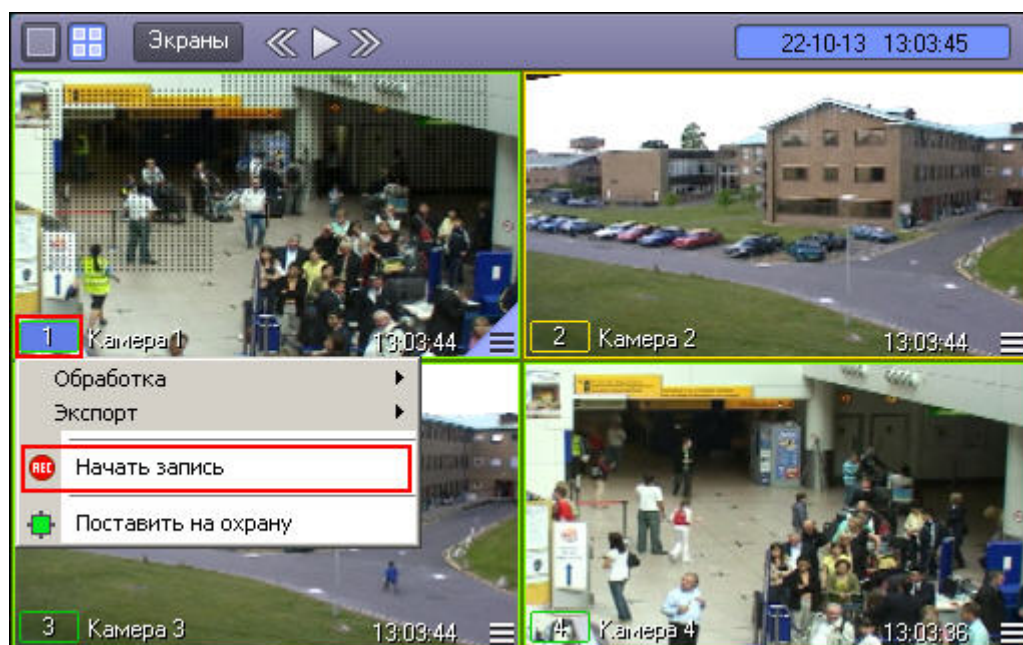 Экраны
22-10-13 13:03:45
1 Камера 1 13:03:44
2 Камера 2 13:03:44
Обработка
Экспорт
REC Начать запись
Поставить на охрану
3 Камера 3 13:03:44
4 Камера 4 13:03:36